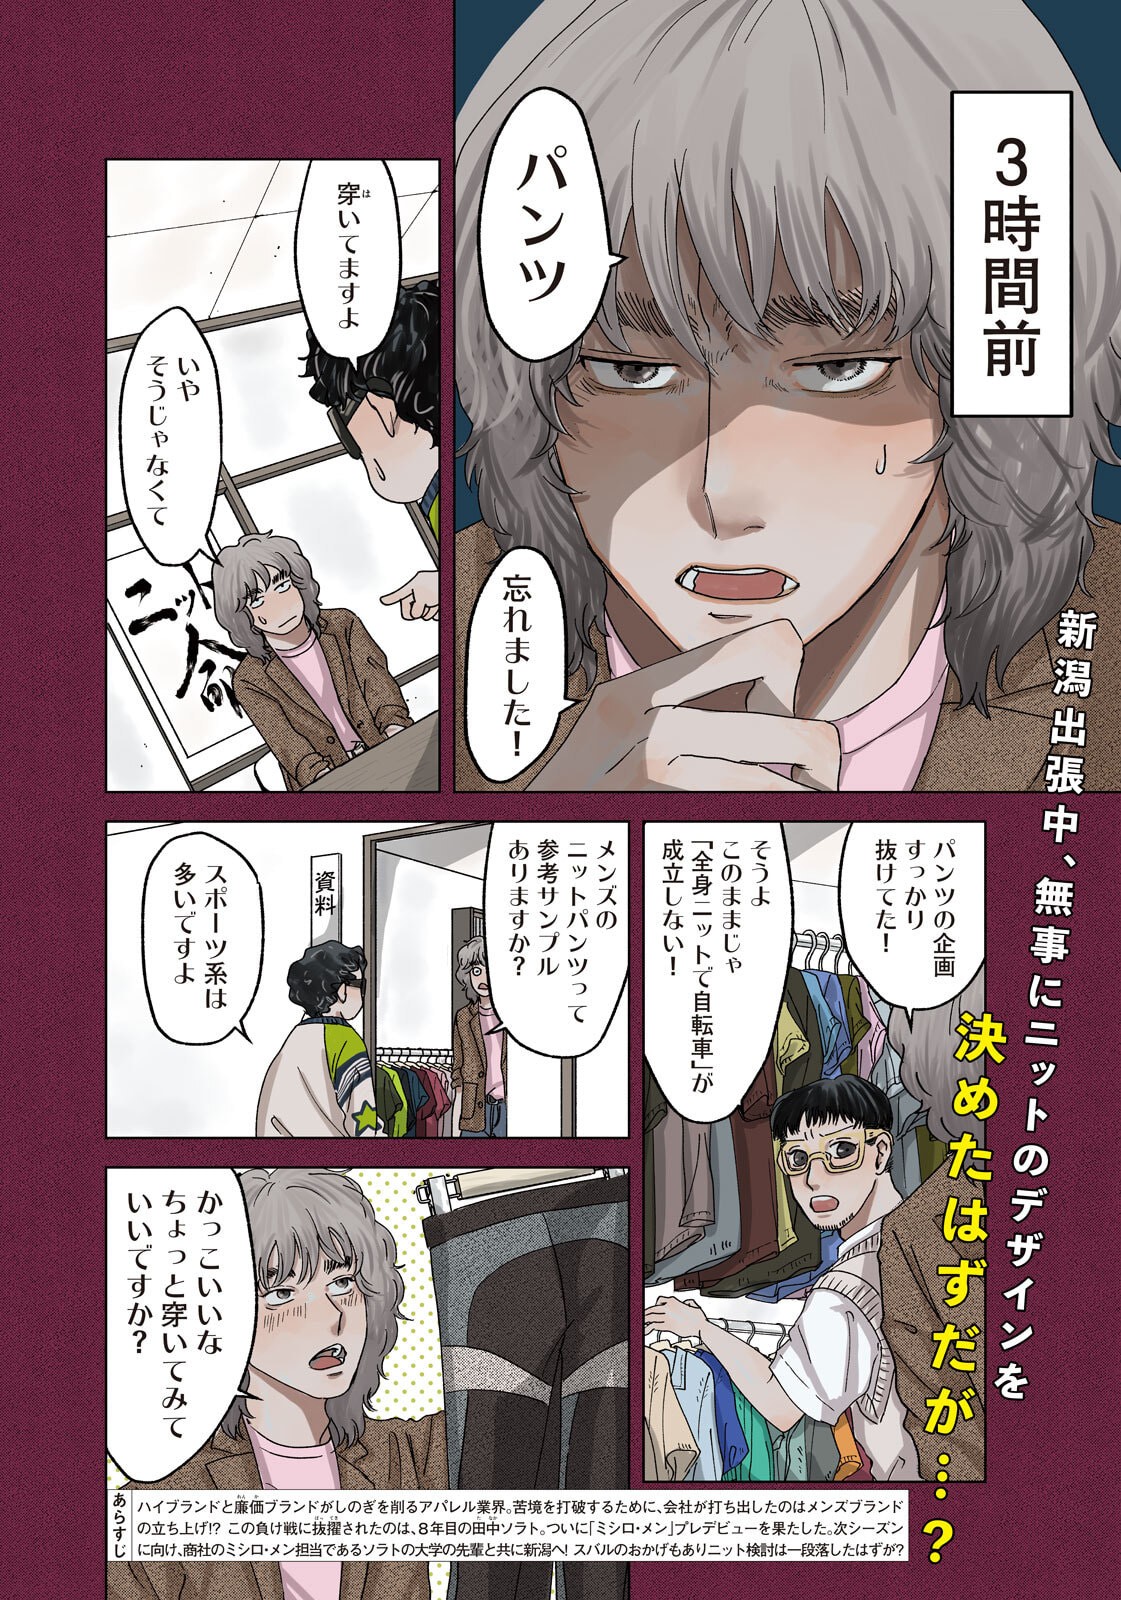 3時間前
パンツ
忘れました！
穿いてますよ
は
いや
そうじゃなくて
ニット
命
パンツの企画
すっかり
抜けてた！
そうよ
このままじゃ
「全身ニットで自転車」が
成立しない！
メンズの
ニットパンツって
参考サンプル
ありますか？
資料
スポーツ系は
多いですよ
かっこいいな
ちょっと穿いてみて
いいですか？
新潟出張中、無事にニットのデザインを
決めたはずだが…？
あらすじ
ハイブランドと廉価ブランドがしのぎを削るアパレル業界。苦境を打破するために、会社が打ち出したのはメンズブランド
の立ち上げ!? この負け戦に抜擢されたのは、8年目の田中ソラト。ついに「ミシロ・メン」プレデビューを果たした。次シーズン
に向け、商社のミシロ・メン担当であるソラトの大学の先輩と共に新潟へ! スバルのおかげもありニット検討は一段落したはずが?